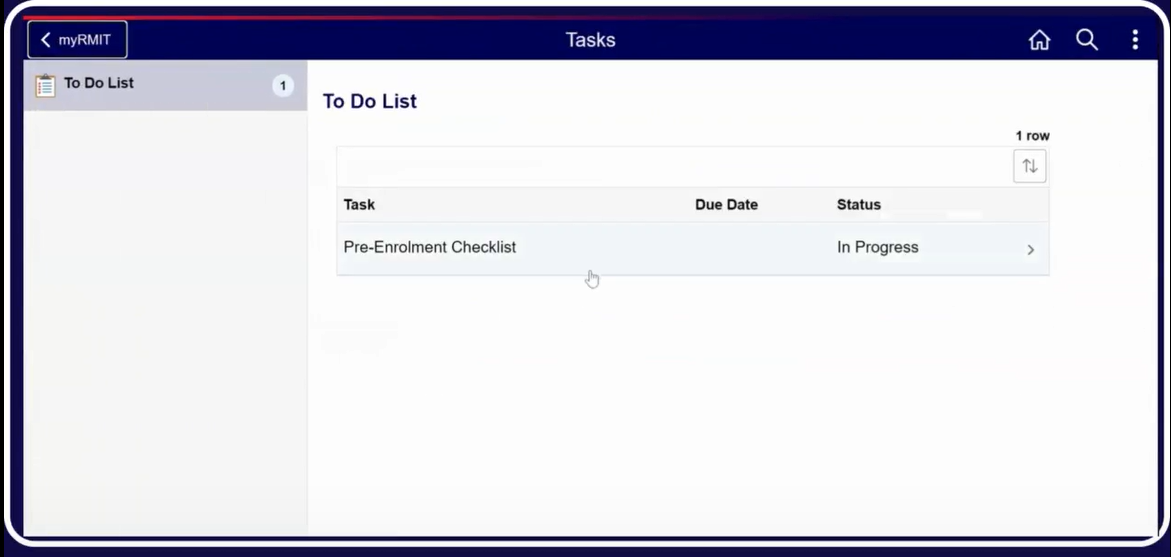 myRMIT
Tasks
To Do List
1
To Do List
1 row
Task Due Date Status
Pre-Enrolment Checklist In Progress